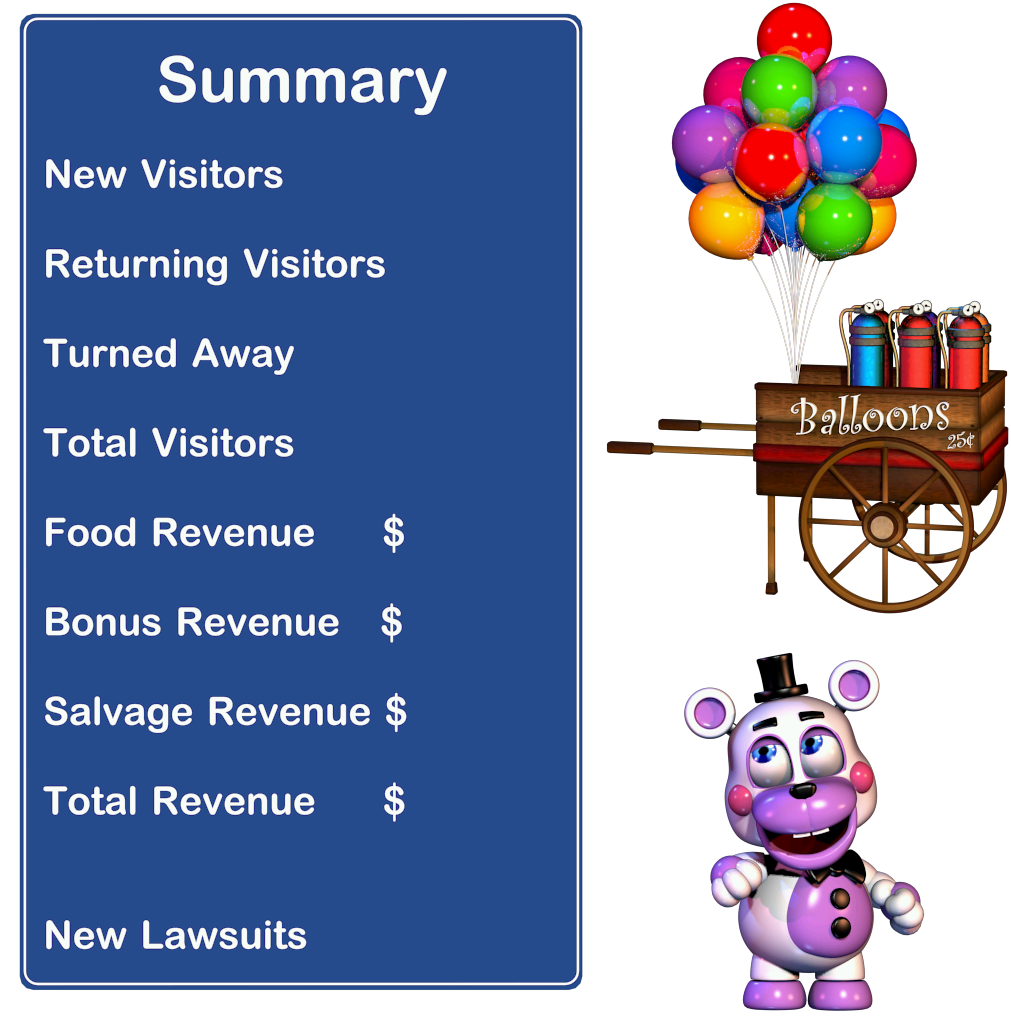 Summary
New Visitors
Returning Visitors
Turned Away
Total Visitors
Food Revenue $
Bonus Revenue $
Salvage Revenue $
Total Revenue $
New Lawsuits
Balloons
25¢